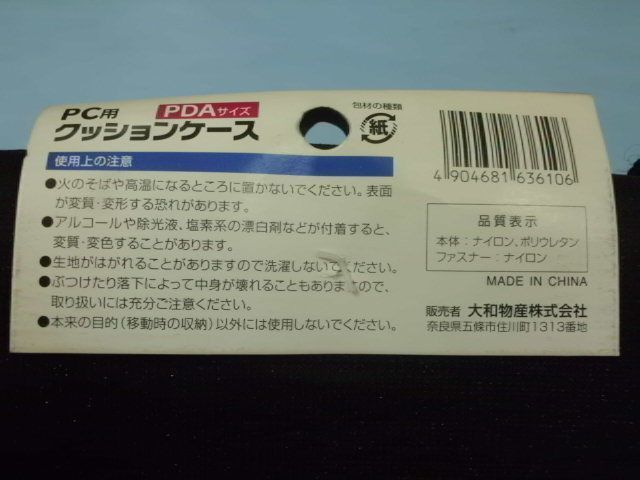 PC用 PDAサイズ
クッションケース
使用上の注意
●火のそばや高温になるところに置かないでください。表面
が変質・変形する恐れがあります。
●アルコールや除光液、塩素系の漂白剤などが付着すると、
変質・変色することがあります。
●生地がはがれることがありますので洗濯しないでください。
●ぶつけたり落下によって中身が壊れることもありますので、
取り扱いには充分ご注意ください。
●本来の目的(移動時の収納)以外には使用しないでください。
包材の種類
紙
4 904681 636106
品質表示
本体:ナイロン、ポリウレタン
ファスナー:ナイロン
MADE IN CHINA
販売者 大和物産株式会社
奈良県五條市住川町1313番地